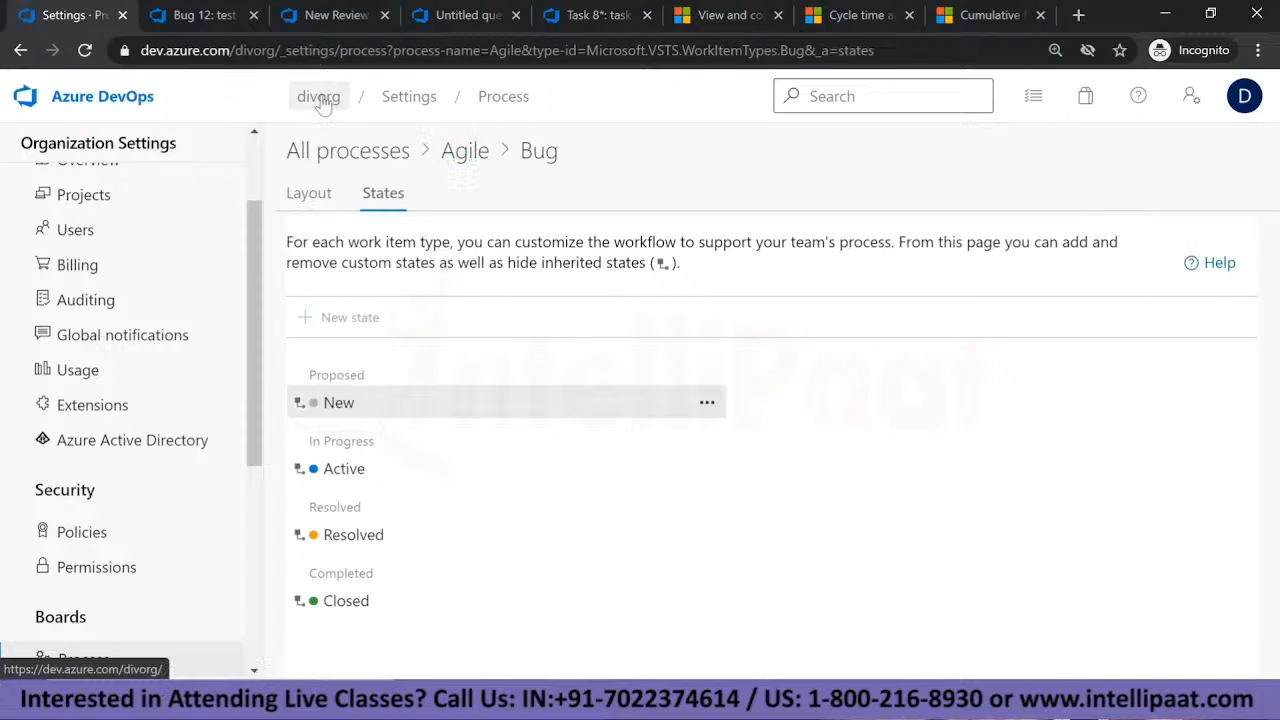 Settings · Pro
Bug 12: test
New Review
Untitled que
Task 8*: task
View and co
Cycle time a
Cumulative
dev.azure.com/divorg/_settings/process?process-name=Agile&type-id=Microsoft.VSTS.WorkItemTypes.Bug&_a=states
Incognito
Azure DevOps
divorg / Settings / Process
Search
D
Organization Settings
Overview
Projects
Users
Billing
Auditing
Global notifications
Usage
Extensions
Azure Active Directory
Security
Policies
Permissions
Boards
Process
https://dev.azure.com/divorg/
All processes > Agile > Bug
Layout
States
For each work item type, you can customize the workflow to support your team's process. From this page you can add and
remove custom states as well as hide inherited states ( ).
Help
New state
Proposed
New
In Progress
Active
Resolved
Resolved
Completed
Closed
IntelliPaat
Interested in Attending Live Classes? Call Us: IN:+91-7022374614 / US: 1-800-216-8930 or www.intellipaat.com